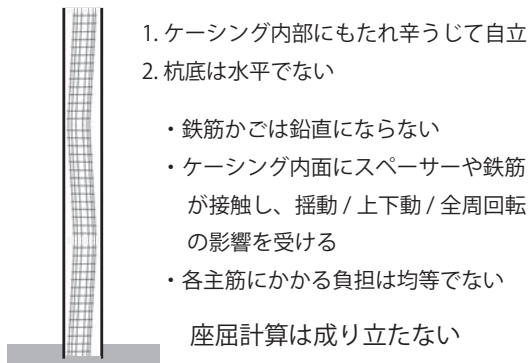 1. ケーシング内部にもたれ辛うじて自立
2. 杭底は水平でない
・鉄筋かごは鉛直にならない
・ケーシング内面にスペーサーや鉄筋
が接触し、揺動 / 上下動 / 全周回転
の影響を受ける
・各主筋にかかる負担は均等でない
座屈計算は成り立たない